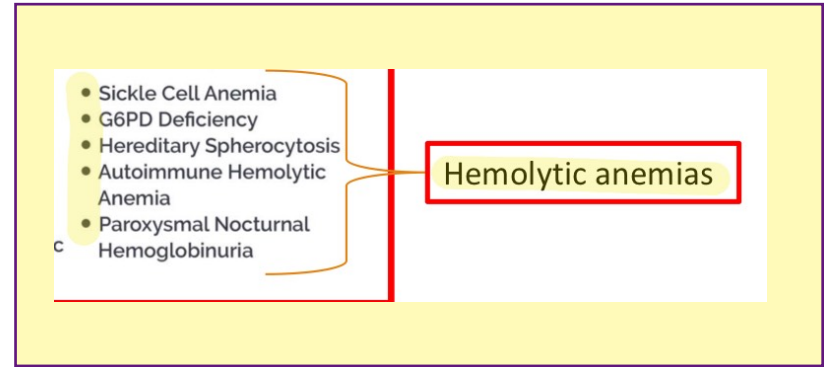 Sickle Cell Anemia
G6PD Deficiency
Hereditary Spherocytosis
Autoimmune Hemolytic
Anemia
Paroxysmal Nocturnal
Hemoglobinuria
c
Hemolytic anemias